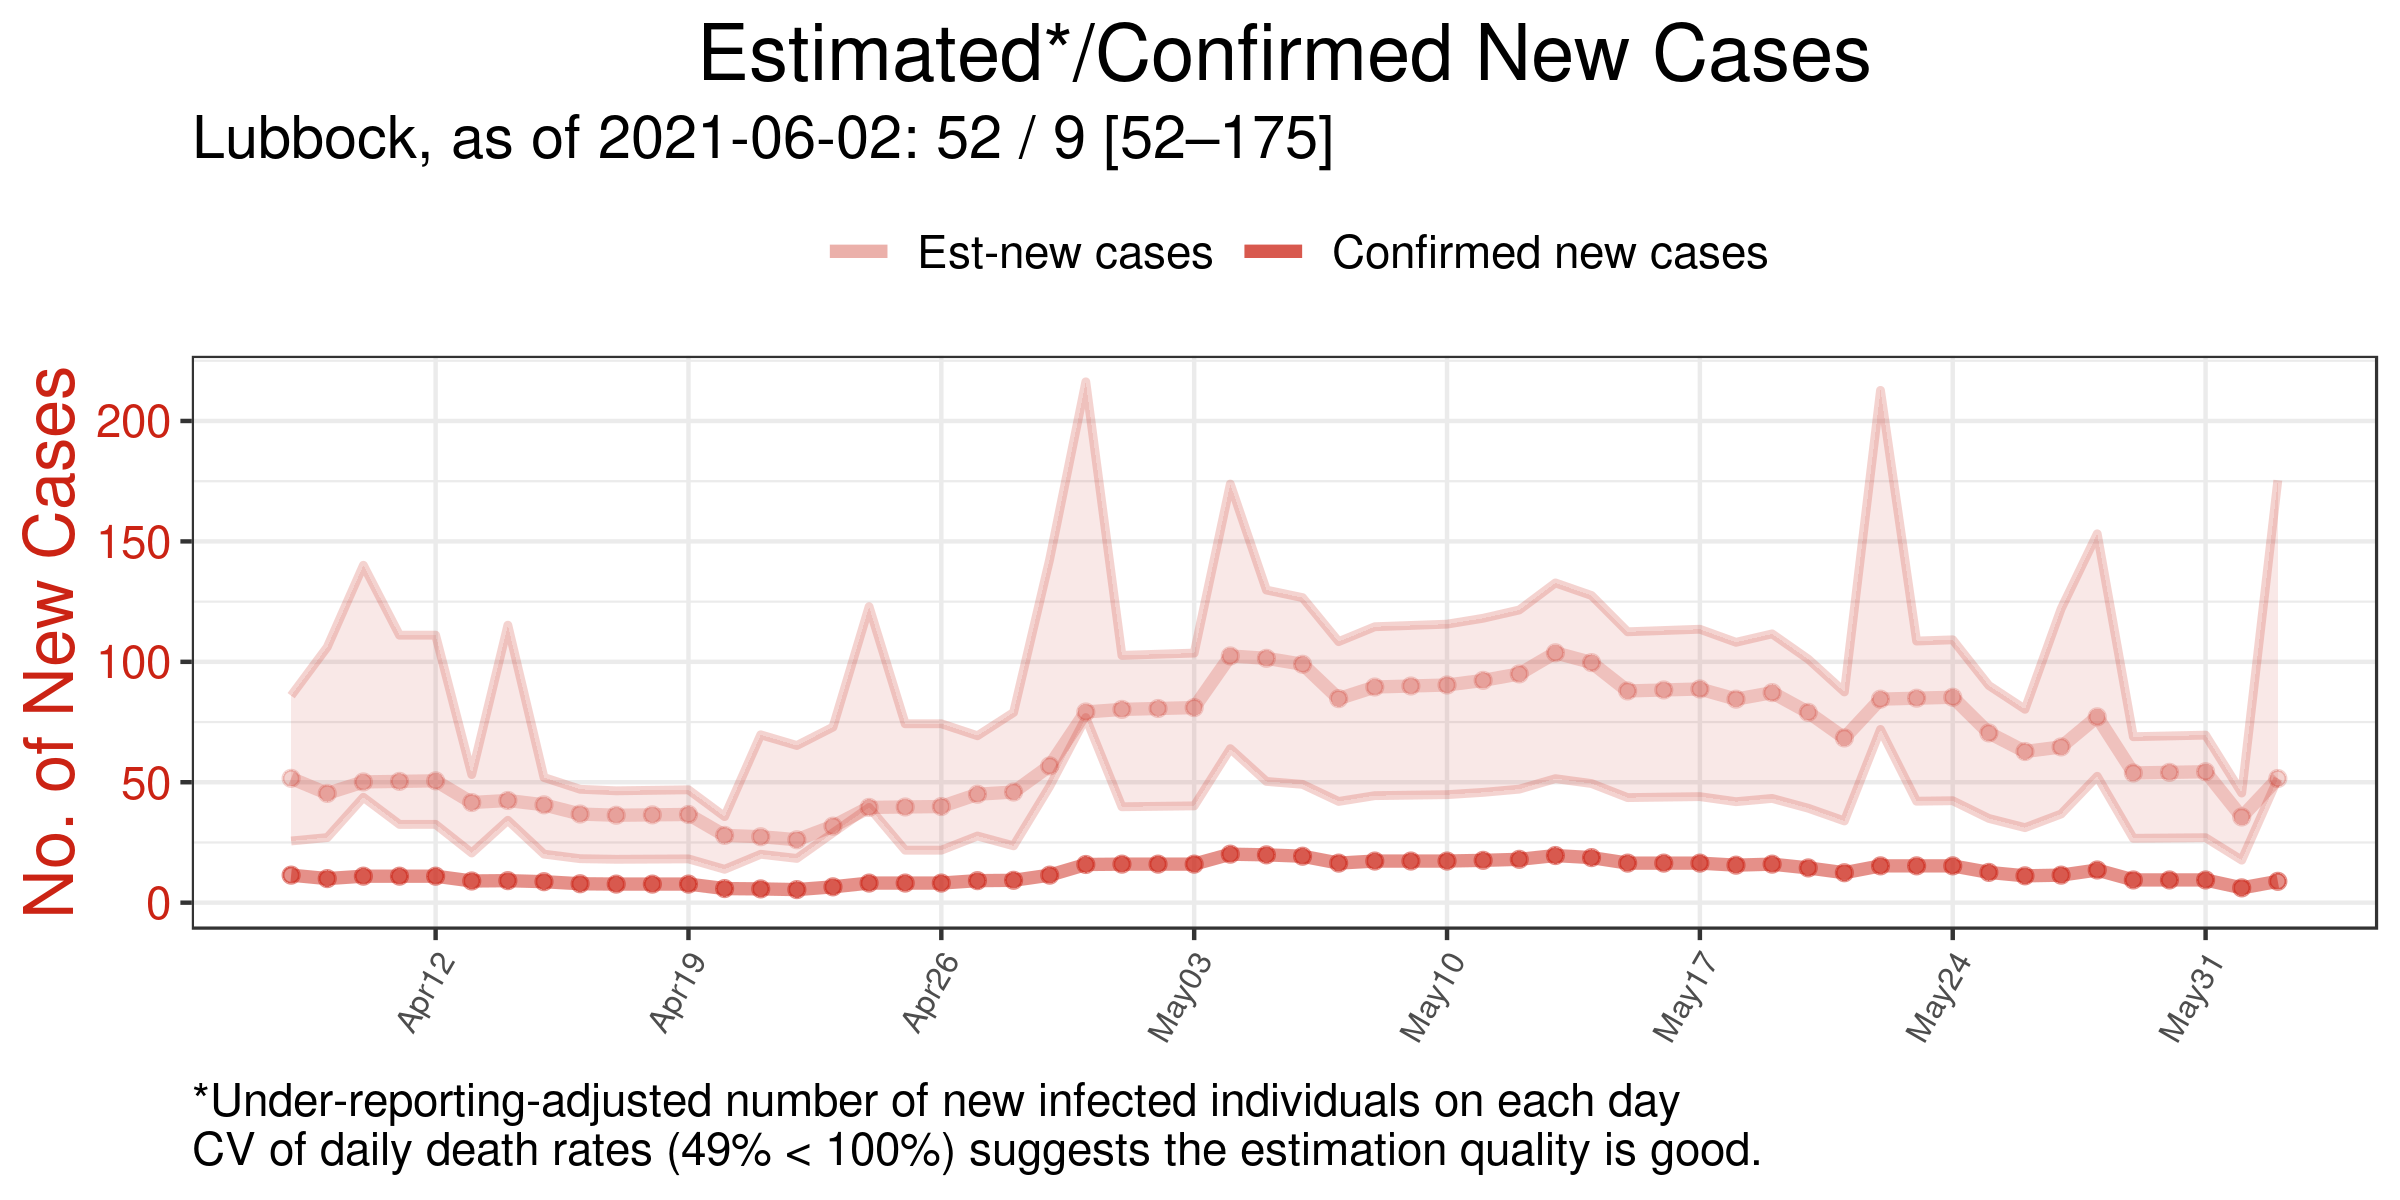 Estimated*/Confirmed New Cases
Lubbock, as of 2021-06-02: 52 / 9 [52–175]
Est-new cases
Confirmed new cases
No. of New Cases
200
150
100
50
0
Apr12
Apr19
Apr26
May03
May10
May17
May24
May31
*Under-reporting-adjusted number of new infected individuals on each day
CV of daily death rates (49% < 100%) suggests the estimation quality is good.